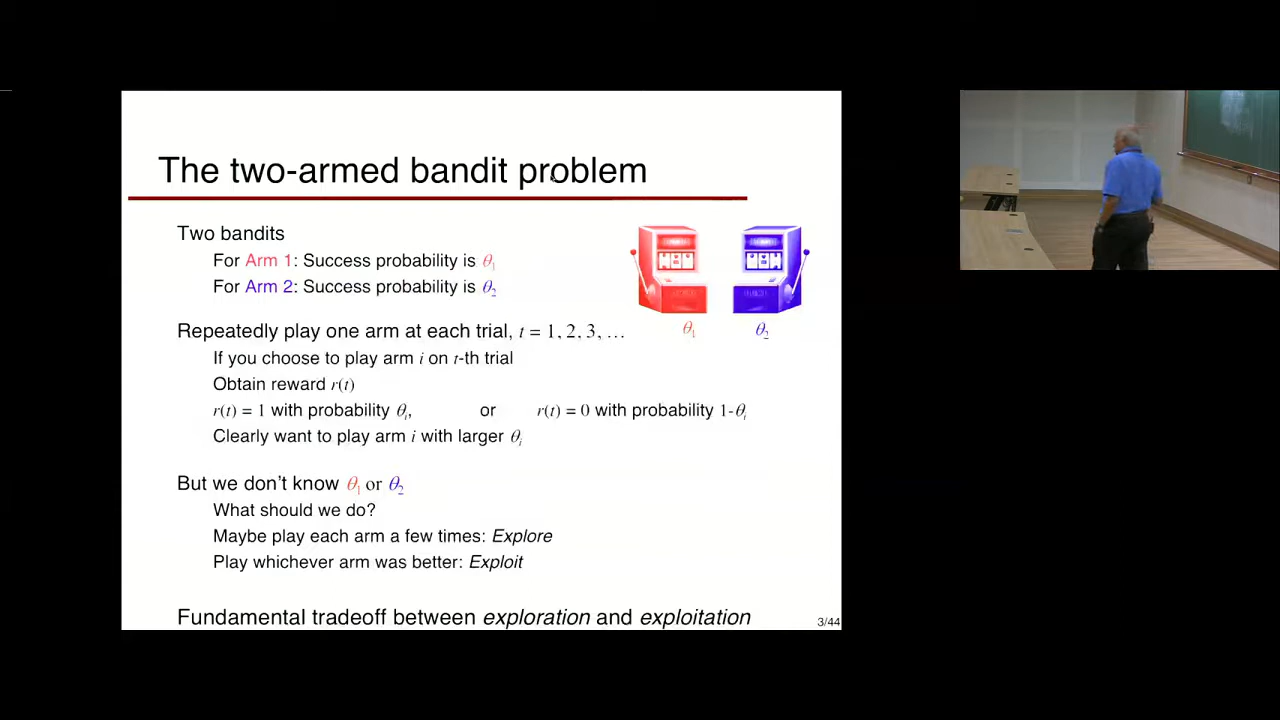 The two-armed bandit problem
Two bandits
For Arm 1: Success probability is θ₁
For Arm 2: Success probability is θ₂
θ₁ θ₂
Repeatedly play one arm at each trial, t = 1, 2, 3, …
If you choose to play arm i on t-th trial
Obtain reward r(t)
r(t) = 1 with probability θᵢ, or r(t) = 0 with probability 1-θᵢ
Clearly want to play arm i with larger θᵢ
But we don't know θ₁ or θ₂
What should we do?
Maybe play each arm a few times: Explore
Play whichever arm was better: Exploit
Fundamental tradeoff between exploration and exploitation
3/44